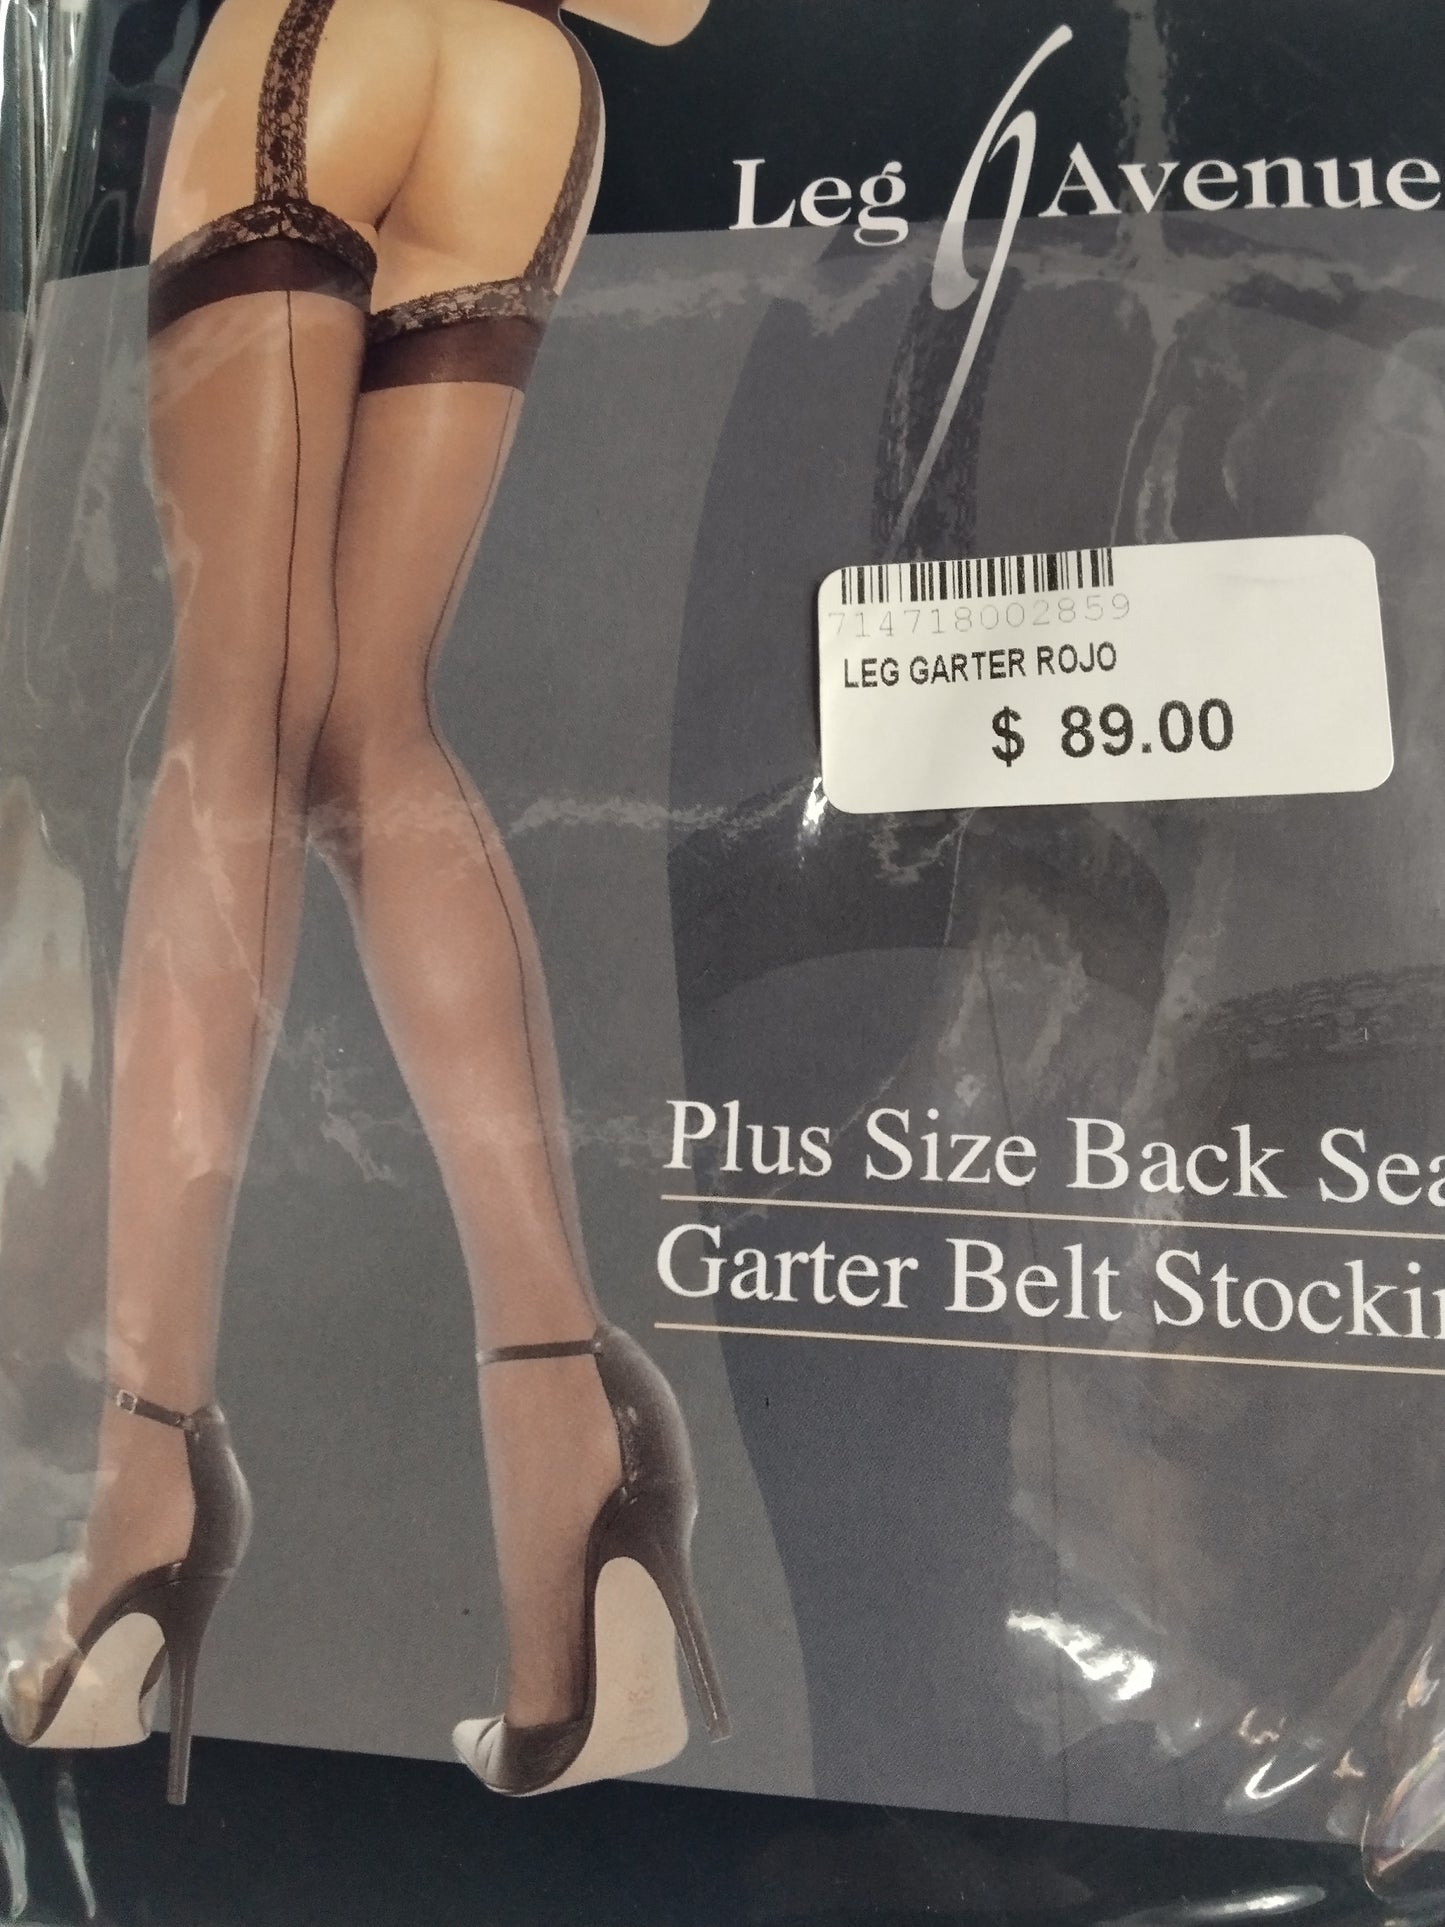 Leg Avenue
714718002859
LEG GARTER ROJO
$ 89.00
Plus Size Back Sea
Garter Belt Stockin